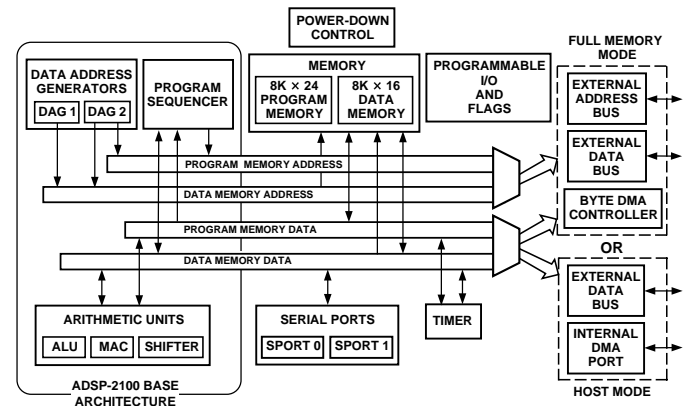 POWER-DOWN
CONTROL
FULL MEMORY
MODE
DATA ADDRESS
GENERATORS
DAG 1
DAG 2
PROGRAM
SEQUENCER
MEMORY
8K × 24
PROGRAM
MEMORY
8K × 16
DATA
MEMORY
PROGRAMMABLE
I/O
AND
FLAGS
EXTERNAL
ADDRESS
BUS
EXTERNAL
DATA
BUS
BYTE DMA
CONTROLLER
OR
EXTERNAL
DATA
BUS
INTERNAL
DMA
PORT
HOST MODE
PROGRAM MEMORY ADDRESS
DATA MEMORY ADDRESS
PROGRAM MEMORY DATA
DATA MEMORY DATA
ARITHMETIC UNITS
ALU
MAC
SHIFTER
SERIAL PORTS
SPORT 0
SPORT 1
TIMER
ADSP-2100 BASE
ARCHITECTURE